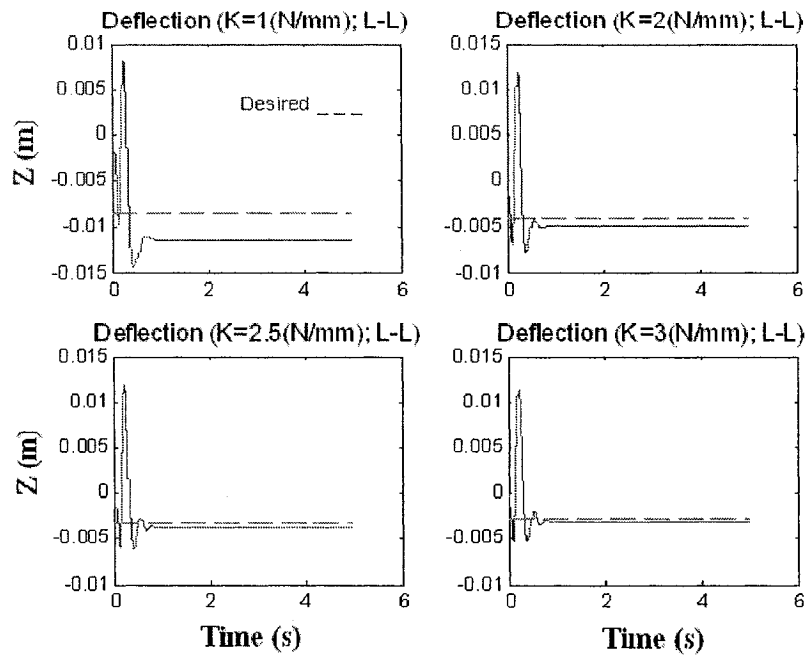 Deflection (K=1(N/mm); L-L)
0.01
0.005
0
-0.005
-0.01
-0.015
Z (m)
Desired
0 2 4 6
Deflection (K=2(N/mm); L-L)
0.015
0.01
0.005
0
-0.005
-0.01
0 2 4 6
Deflection (K=2.5(N/mm); L-L)
0.015
0.01
0.005
0
-0.005
-0.01
Z (m)
0 2 4 6
Time (s)
Deflection (K=3(N/mm); L-L)
0.015
0.01
0.005
0
-0.005
-0.01
0 2 4 6
Time (s)